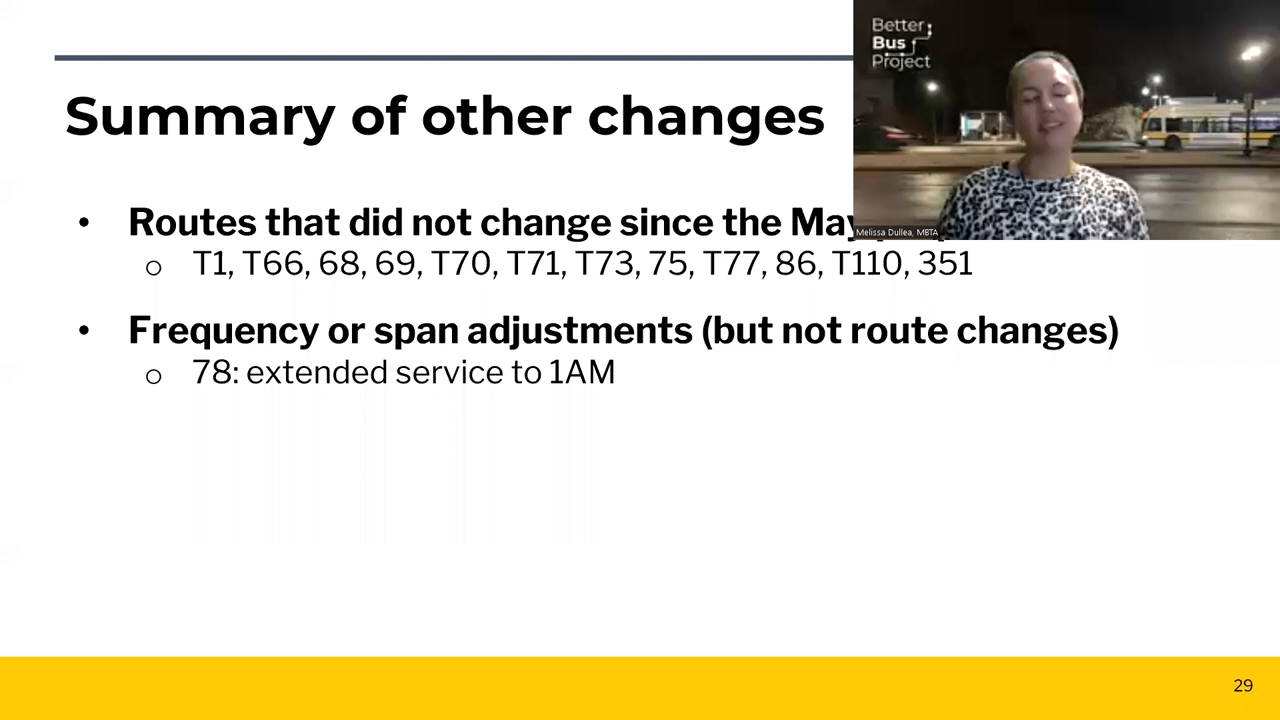 Summary of other changes
Better
Bus
Project
Melissa Dullea, MBTA
• Routes that did not change since the May
o T1, T66, 68, 69, T70, T71, T73, 75, T77, 86, T110, 351
• Frequency or span adjustments (but not route changes)
o 78: extended service to 1AM
29